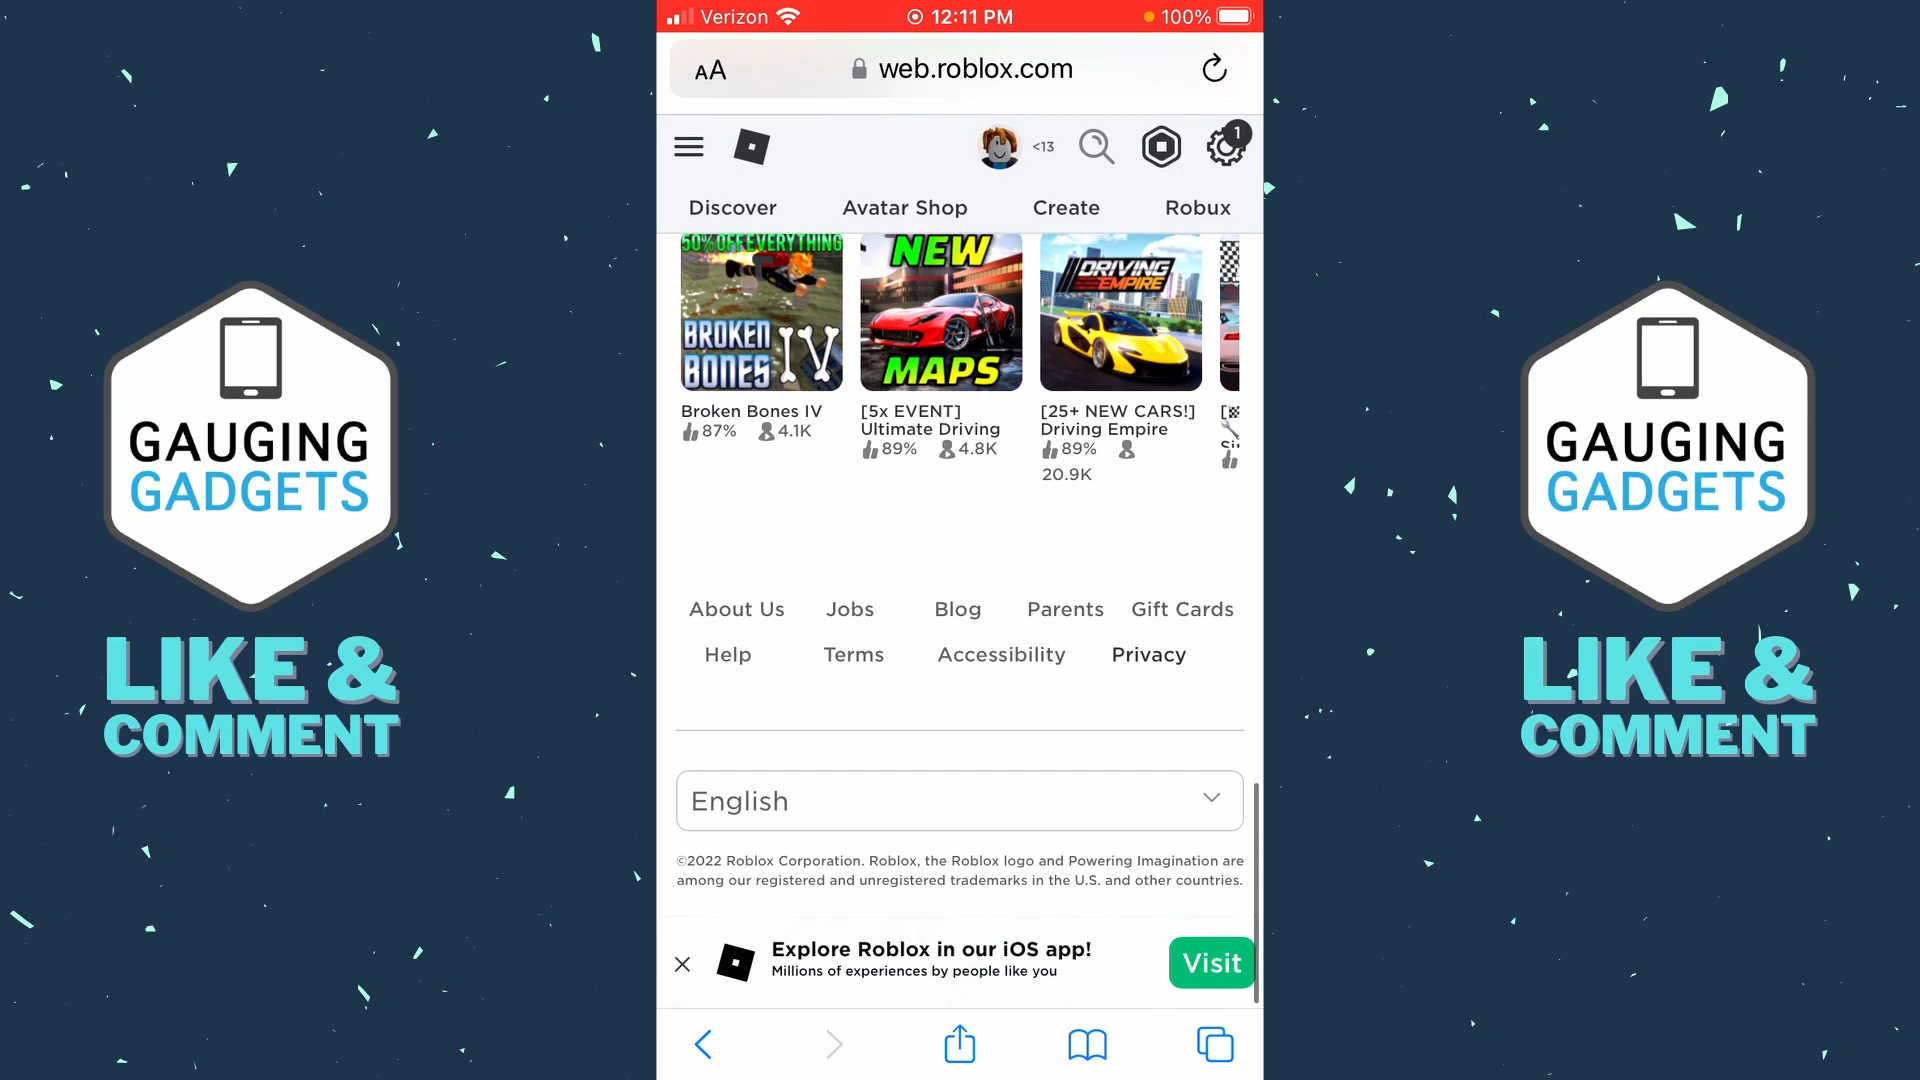 Verizon 12:11 PM 100%
AA web.roblox.com
<13 1
Discover Avatar Shop Create Robux
50% OFF EVERYTHING
BROKEN
BONES IV
NEW
MAPS
DRIVING
EMPIRE
Broken Bones IV
87% 4.1K
[5x EVENT]
Ultimate Driving
89% 4.8K
[25+ NEW CARS!]
Driving Empire
89%
20.9K
About Us Jobs Blog Parents Gift Cards
Help Terms Accessibility Privacy
English
©2022 Roblox Corporation. Roblox, the Roblox logo and Powering Imagination are
among our registered and unregistered trademarks in the U.S. and other countries.
Explore Roblox in our iOS app!
Millions of experiences by people like you
Visit
GAUGING
GADGETS
LIKE &
COMMENT
GAUGING
GADGETS
LIKE &
COMMENT